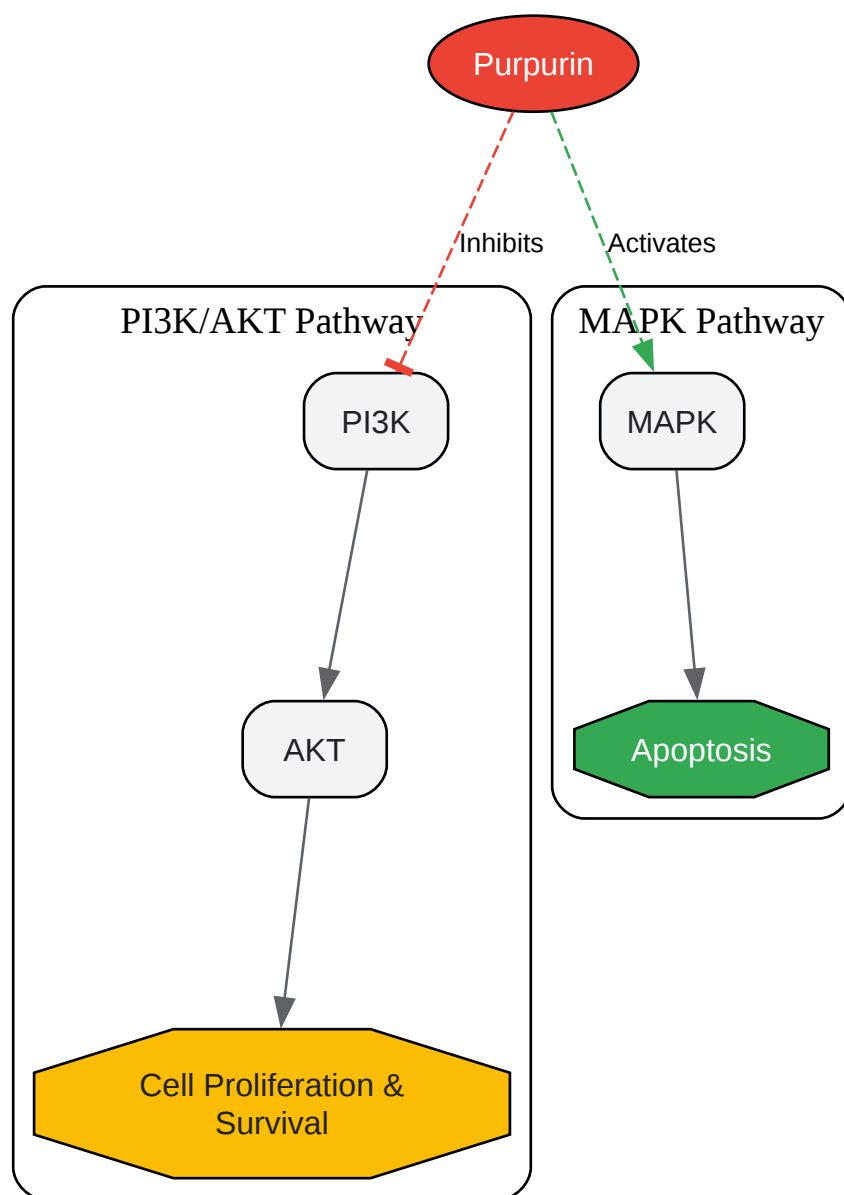 Purpurin
Inhibits
Activates
PI3K/AKT Pathway
MAPK Pathway
PI3K
MAPK
AKT
Apoptosis
Cell Proliferation &
Survival